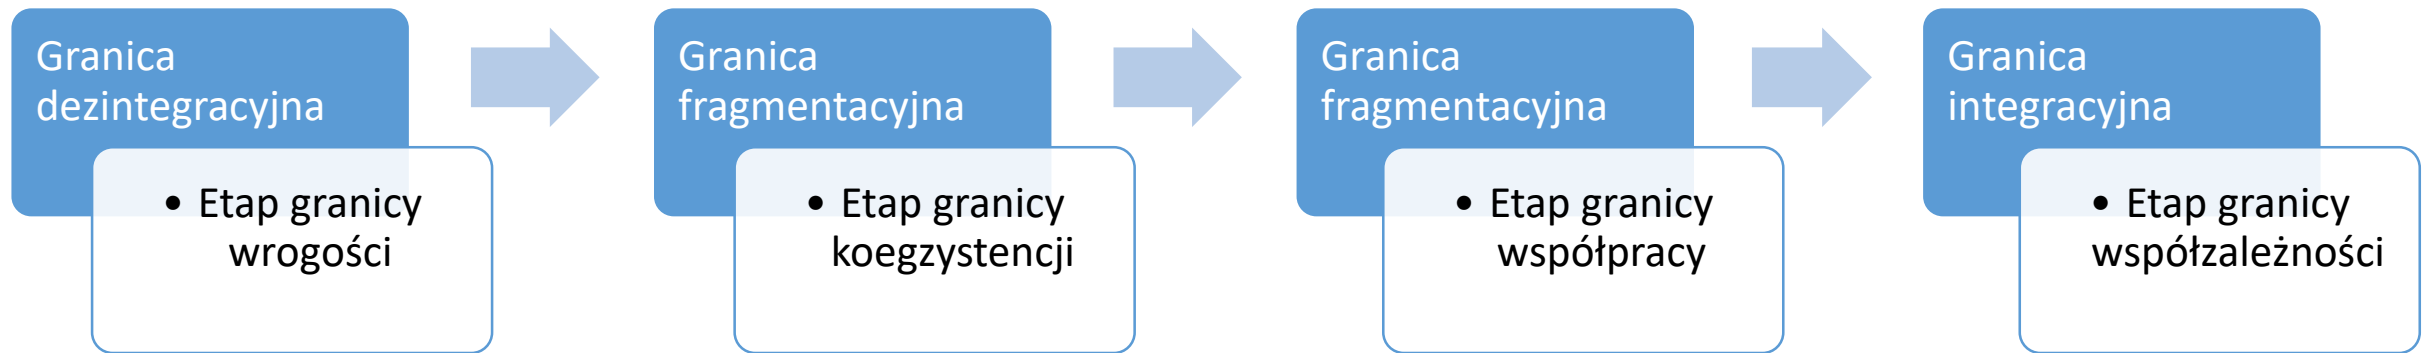 Granica
dezintegracyjna
• Etap granicy
wrogości
Granica
fragmentacyjna
• Etap granicy
koegzystencji
Granica
fragmentacyjna
• Etap granicy
współpracy
Granica
integracyjna
• Etap granicy
współzależności